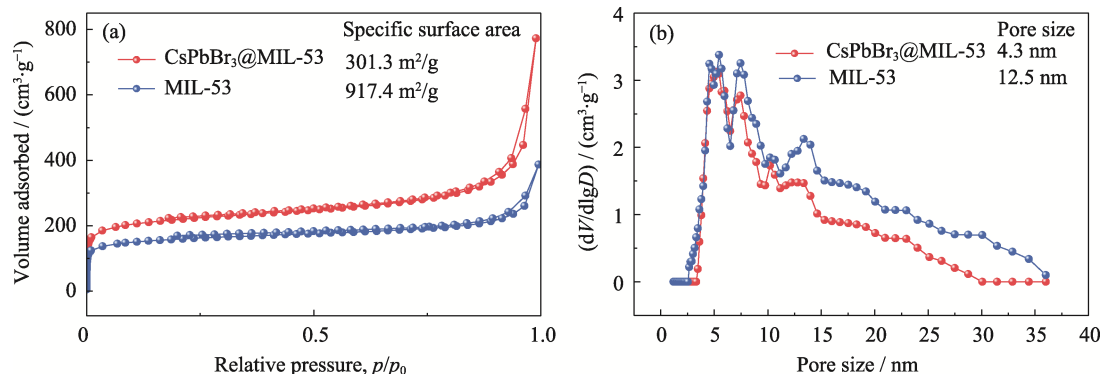 (a)
Specific surface area
CsPbBr₃@MIL-53 301.3 m²/g
MIL-53 917.4 m²/g
Volume adsorbed / (cm³·g⁻¹)
800
600
400
200
0
0 0.5 1.0
Relative pressure, p/p₀
(b)
Pore size
CsPbBr₃@MIL-53 4.3 nm
MIL-53 12.5 nm
(dV/dlgD) / (cm³·g⁻¹)
4
3
2
1
0
0 5 10 15 20 25 30 35 40
Pore size / nm